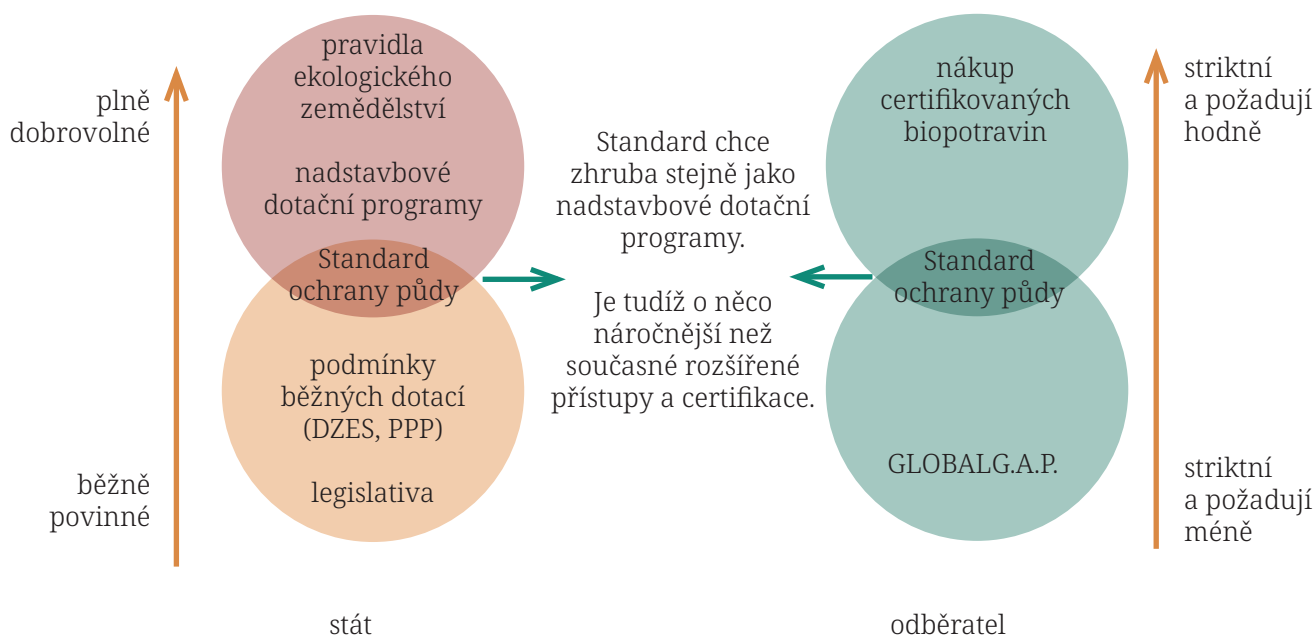 plně
dobrovolné
běžně
povinné
pravidla
ekologického
zemědělství
nadstavbové
dotační programy
Standard
ochrany půdy
podmínky
běžných dotací
(DZES, PPP)
legislativa
stát
Standard chce
zhruba stejně jako
nadstavbové dotační
programy.
Je tudíž o něco
náročnější než
současné rozšířené
přístupy a certifikace.
nákup
certifikovaných
biopotravin
Standard
ochrany půdy
GLOBALG.A.P.
odběratel
striktní
a požadují
hodně
striktní
a požadují
méně